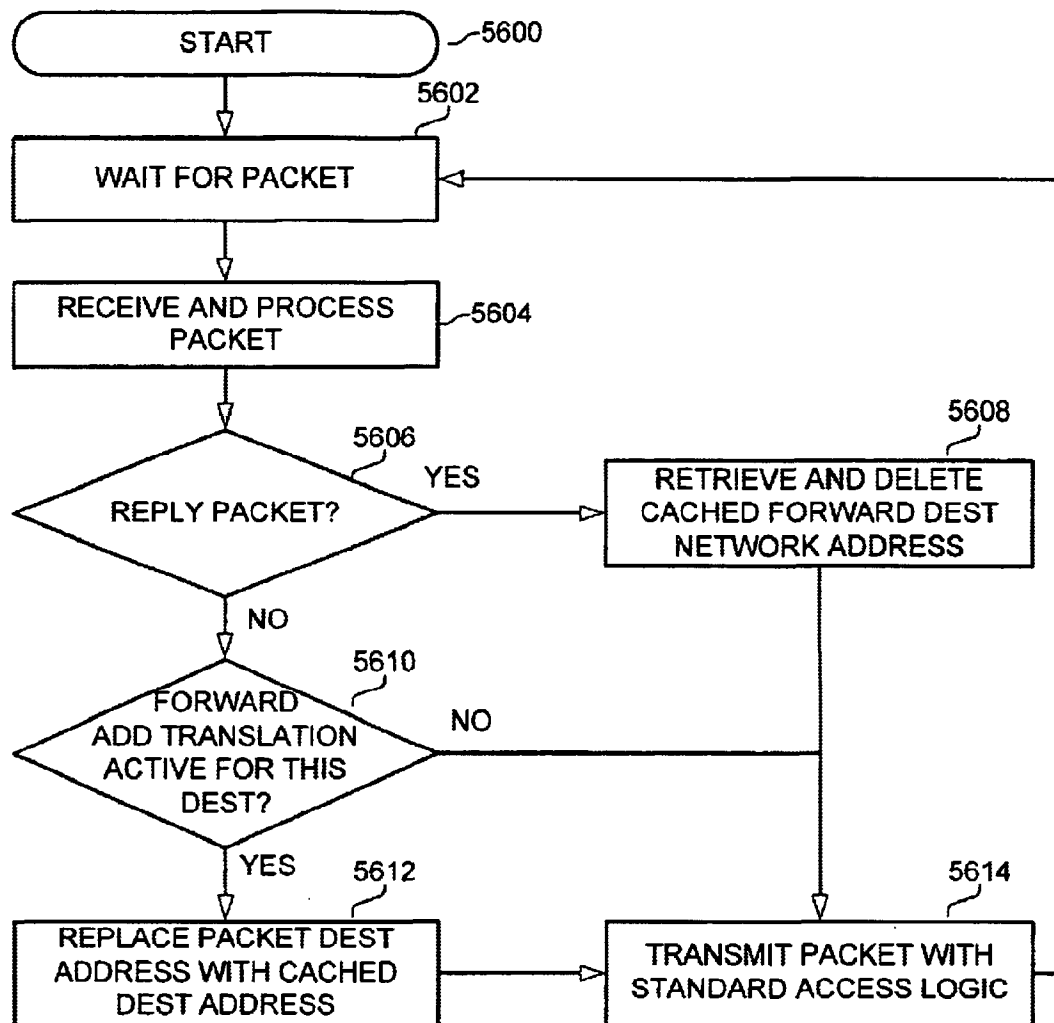 START
5600
5602
WAIT FOR PACKET
RECEIVE AND PROCESS
PACKET
5604
5606
REPLY PACKET?
YES
5608
RETRIEVE AND DELETE
CACHED FORWARD DEST
NETWORK ADDRESS
NO
5610
FORWARD
ADD TRANSLATION
ACTIVE FOR THIS
DEST?
NO
YES
5612
REPLACE PACKET DEST
ADDRESS WITH CACHED
DEST ADDRESS
5614
TRANSMIT PACKET WITH
STANDARD ACCESS LOGIC